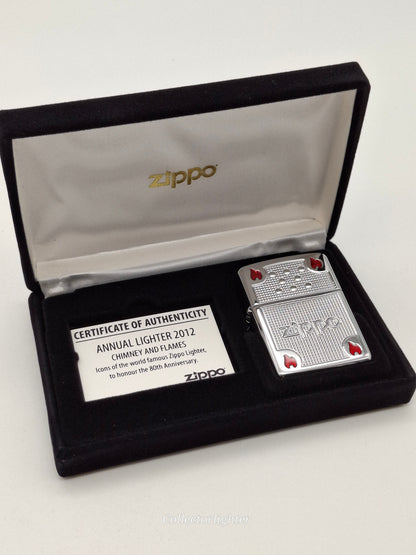 Zippo
CERTIFICATE OF AUTHENTICITY
ANNUAL LIGHTER 2012
CHIMNEY AND FLAMES
Icons of the world famous Zippo Lighter,
to honour the 80th Anniversary.
Zippo
Zippo
Collectorlighter